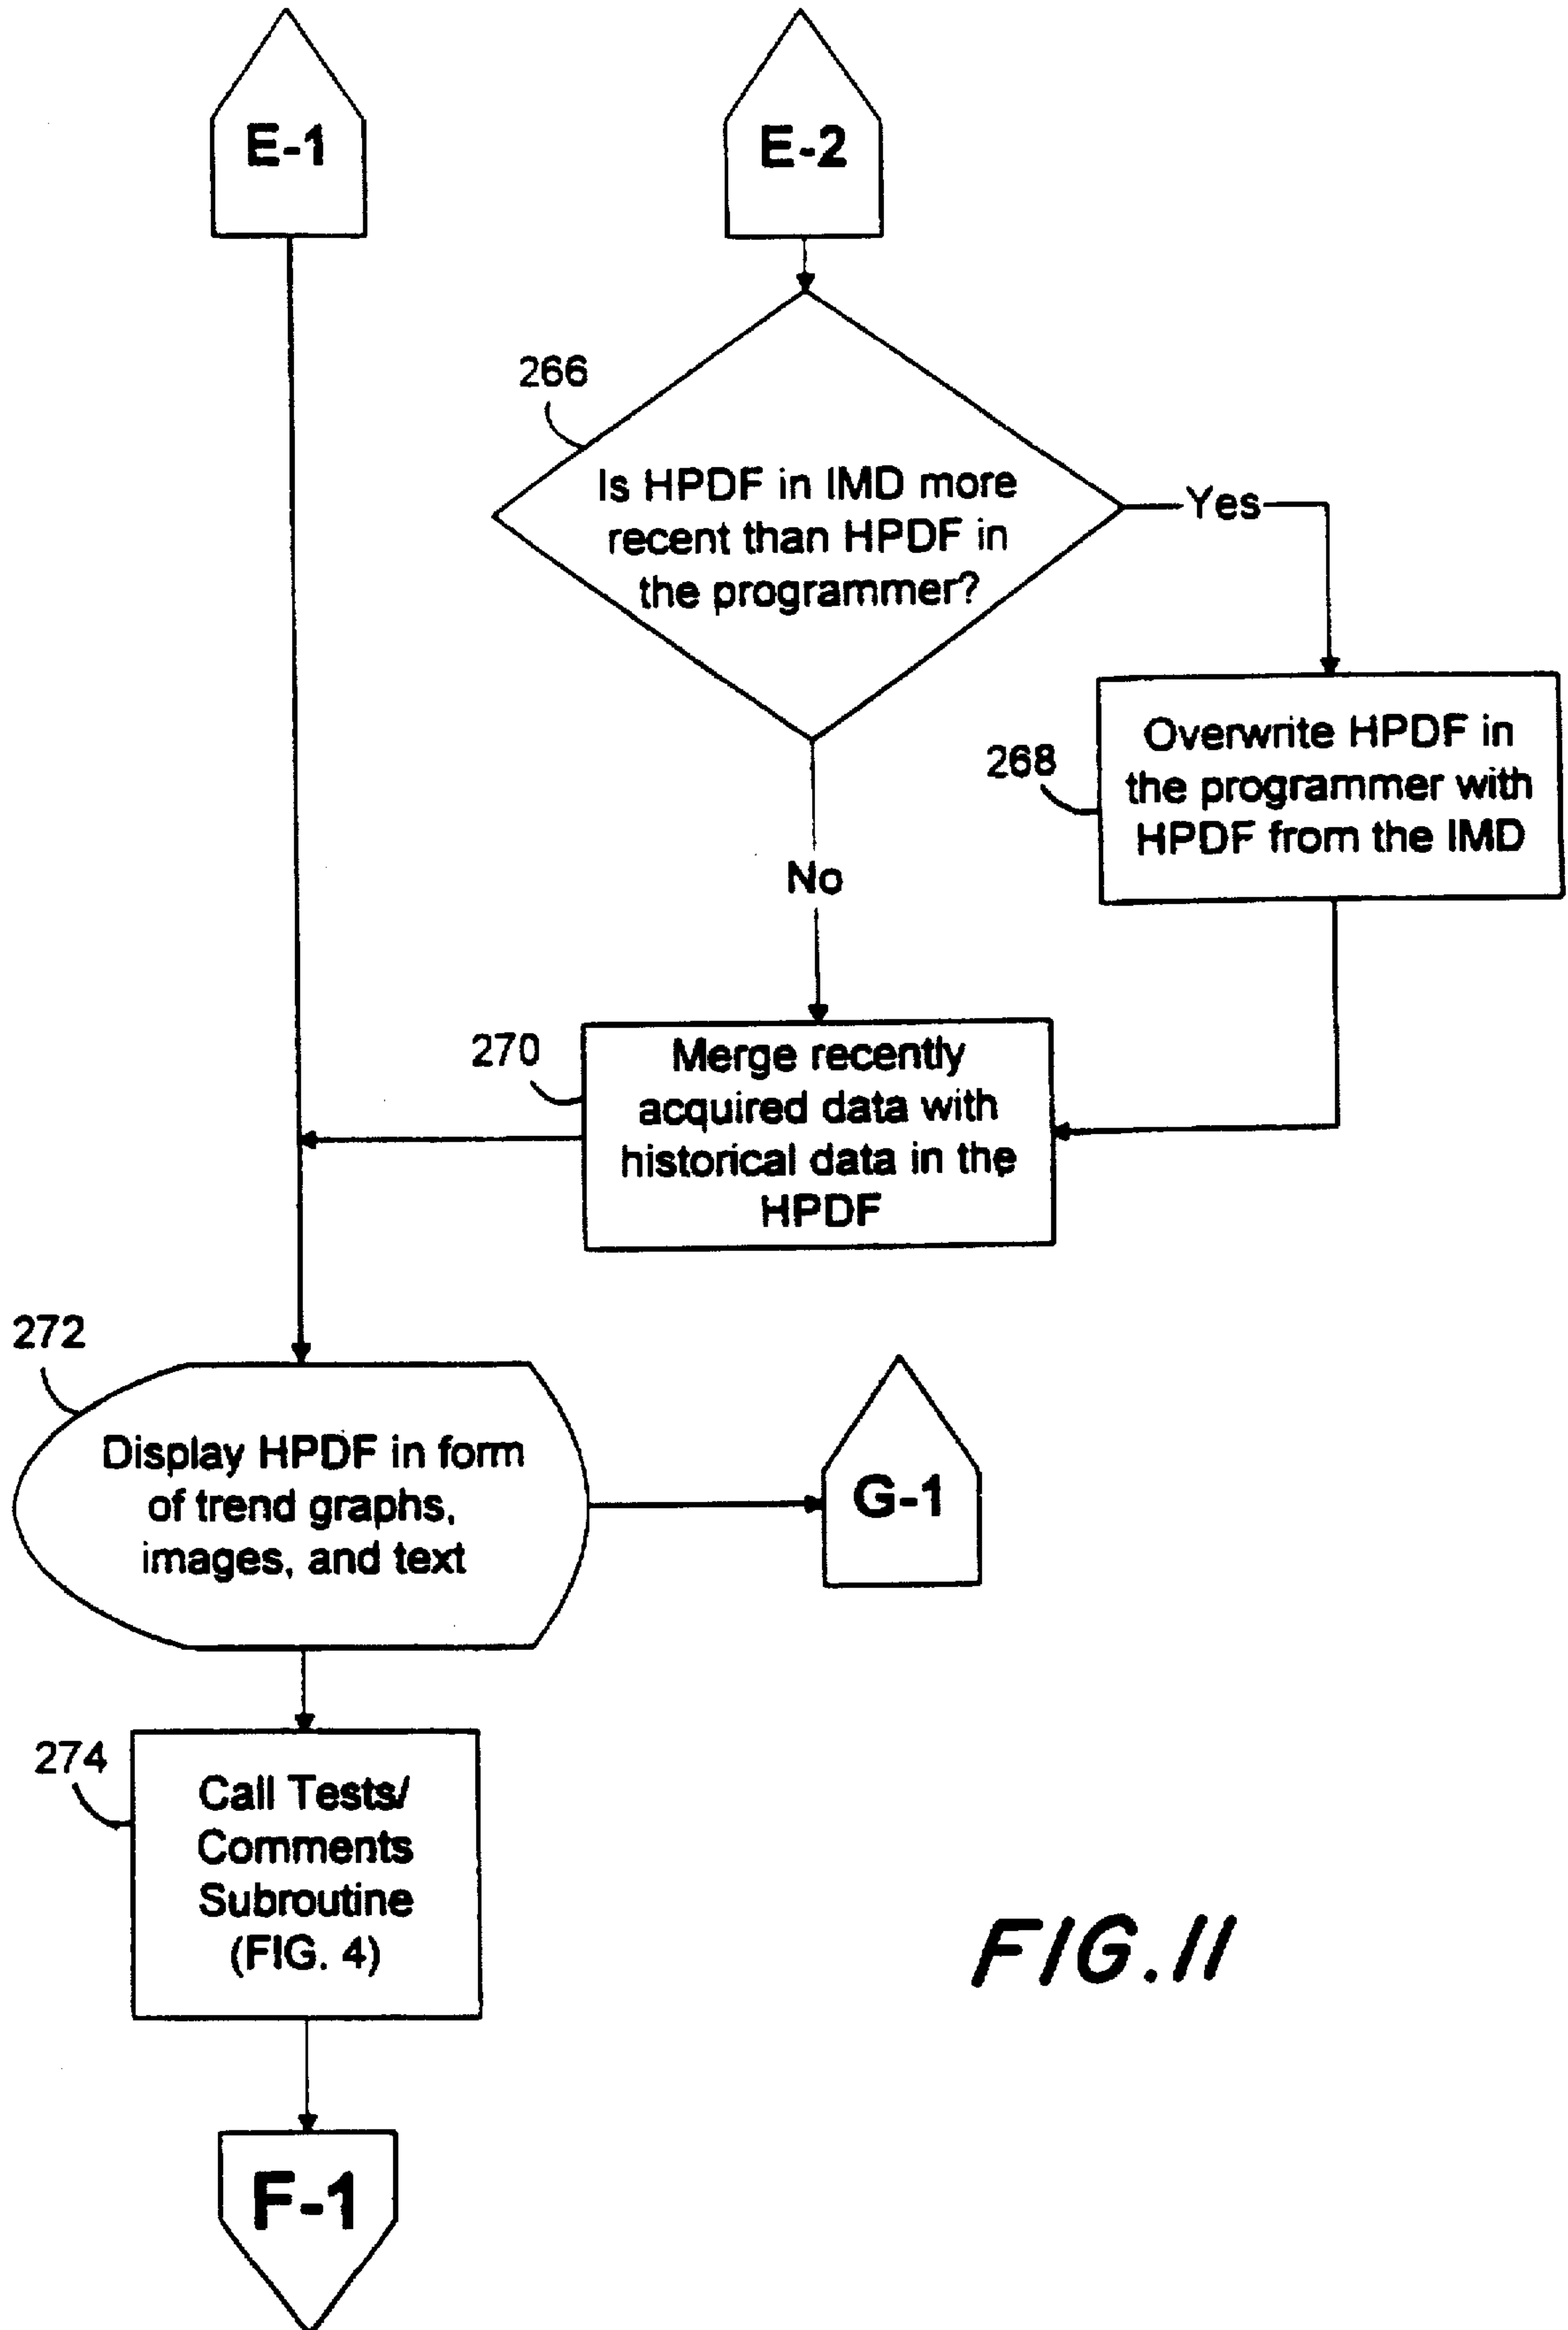 E-1
E-2
266
Is HPDF in IMD more
recent than HPDF in
the programmer?
Yes
268
Overwrite HPDF in
the programmer with
HPDF from the IMD
No
270
Merge recently
acquired data with
historical data in the
HPDF
272
Display HPDF in form
of trend graphs,
images, and text
G-1
274
Call Tests/
Comments
Subroutine
(FIG. 4)
F-1
FIG. 11